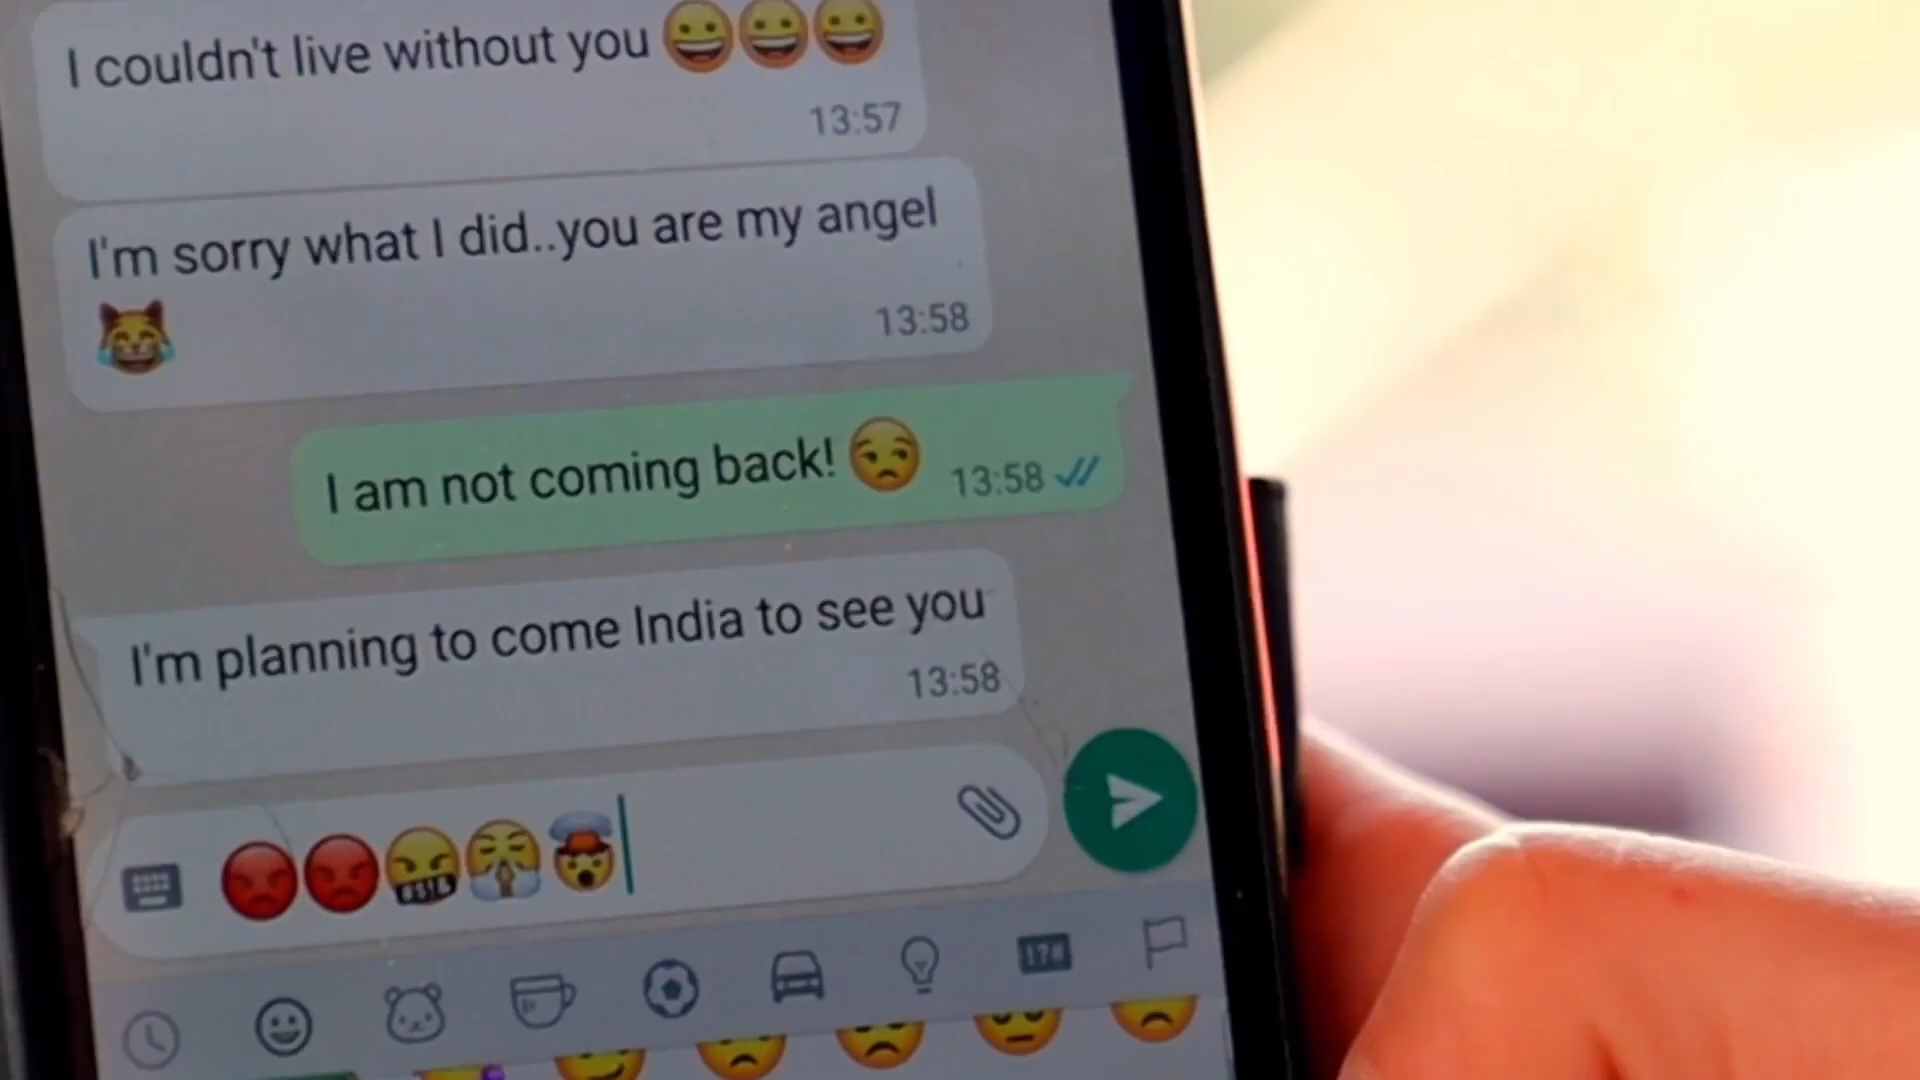 I couldn't live without you 😀😀😀
13:57
I'm sorry what I did..you are my angel
😹
13:58
I am not coming back! 😒 13:58
I'm planning to come India to see you
13:58
😡😡🤬😤🤯